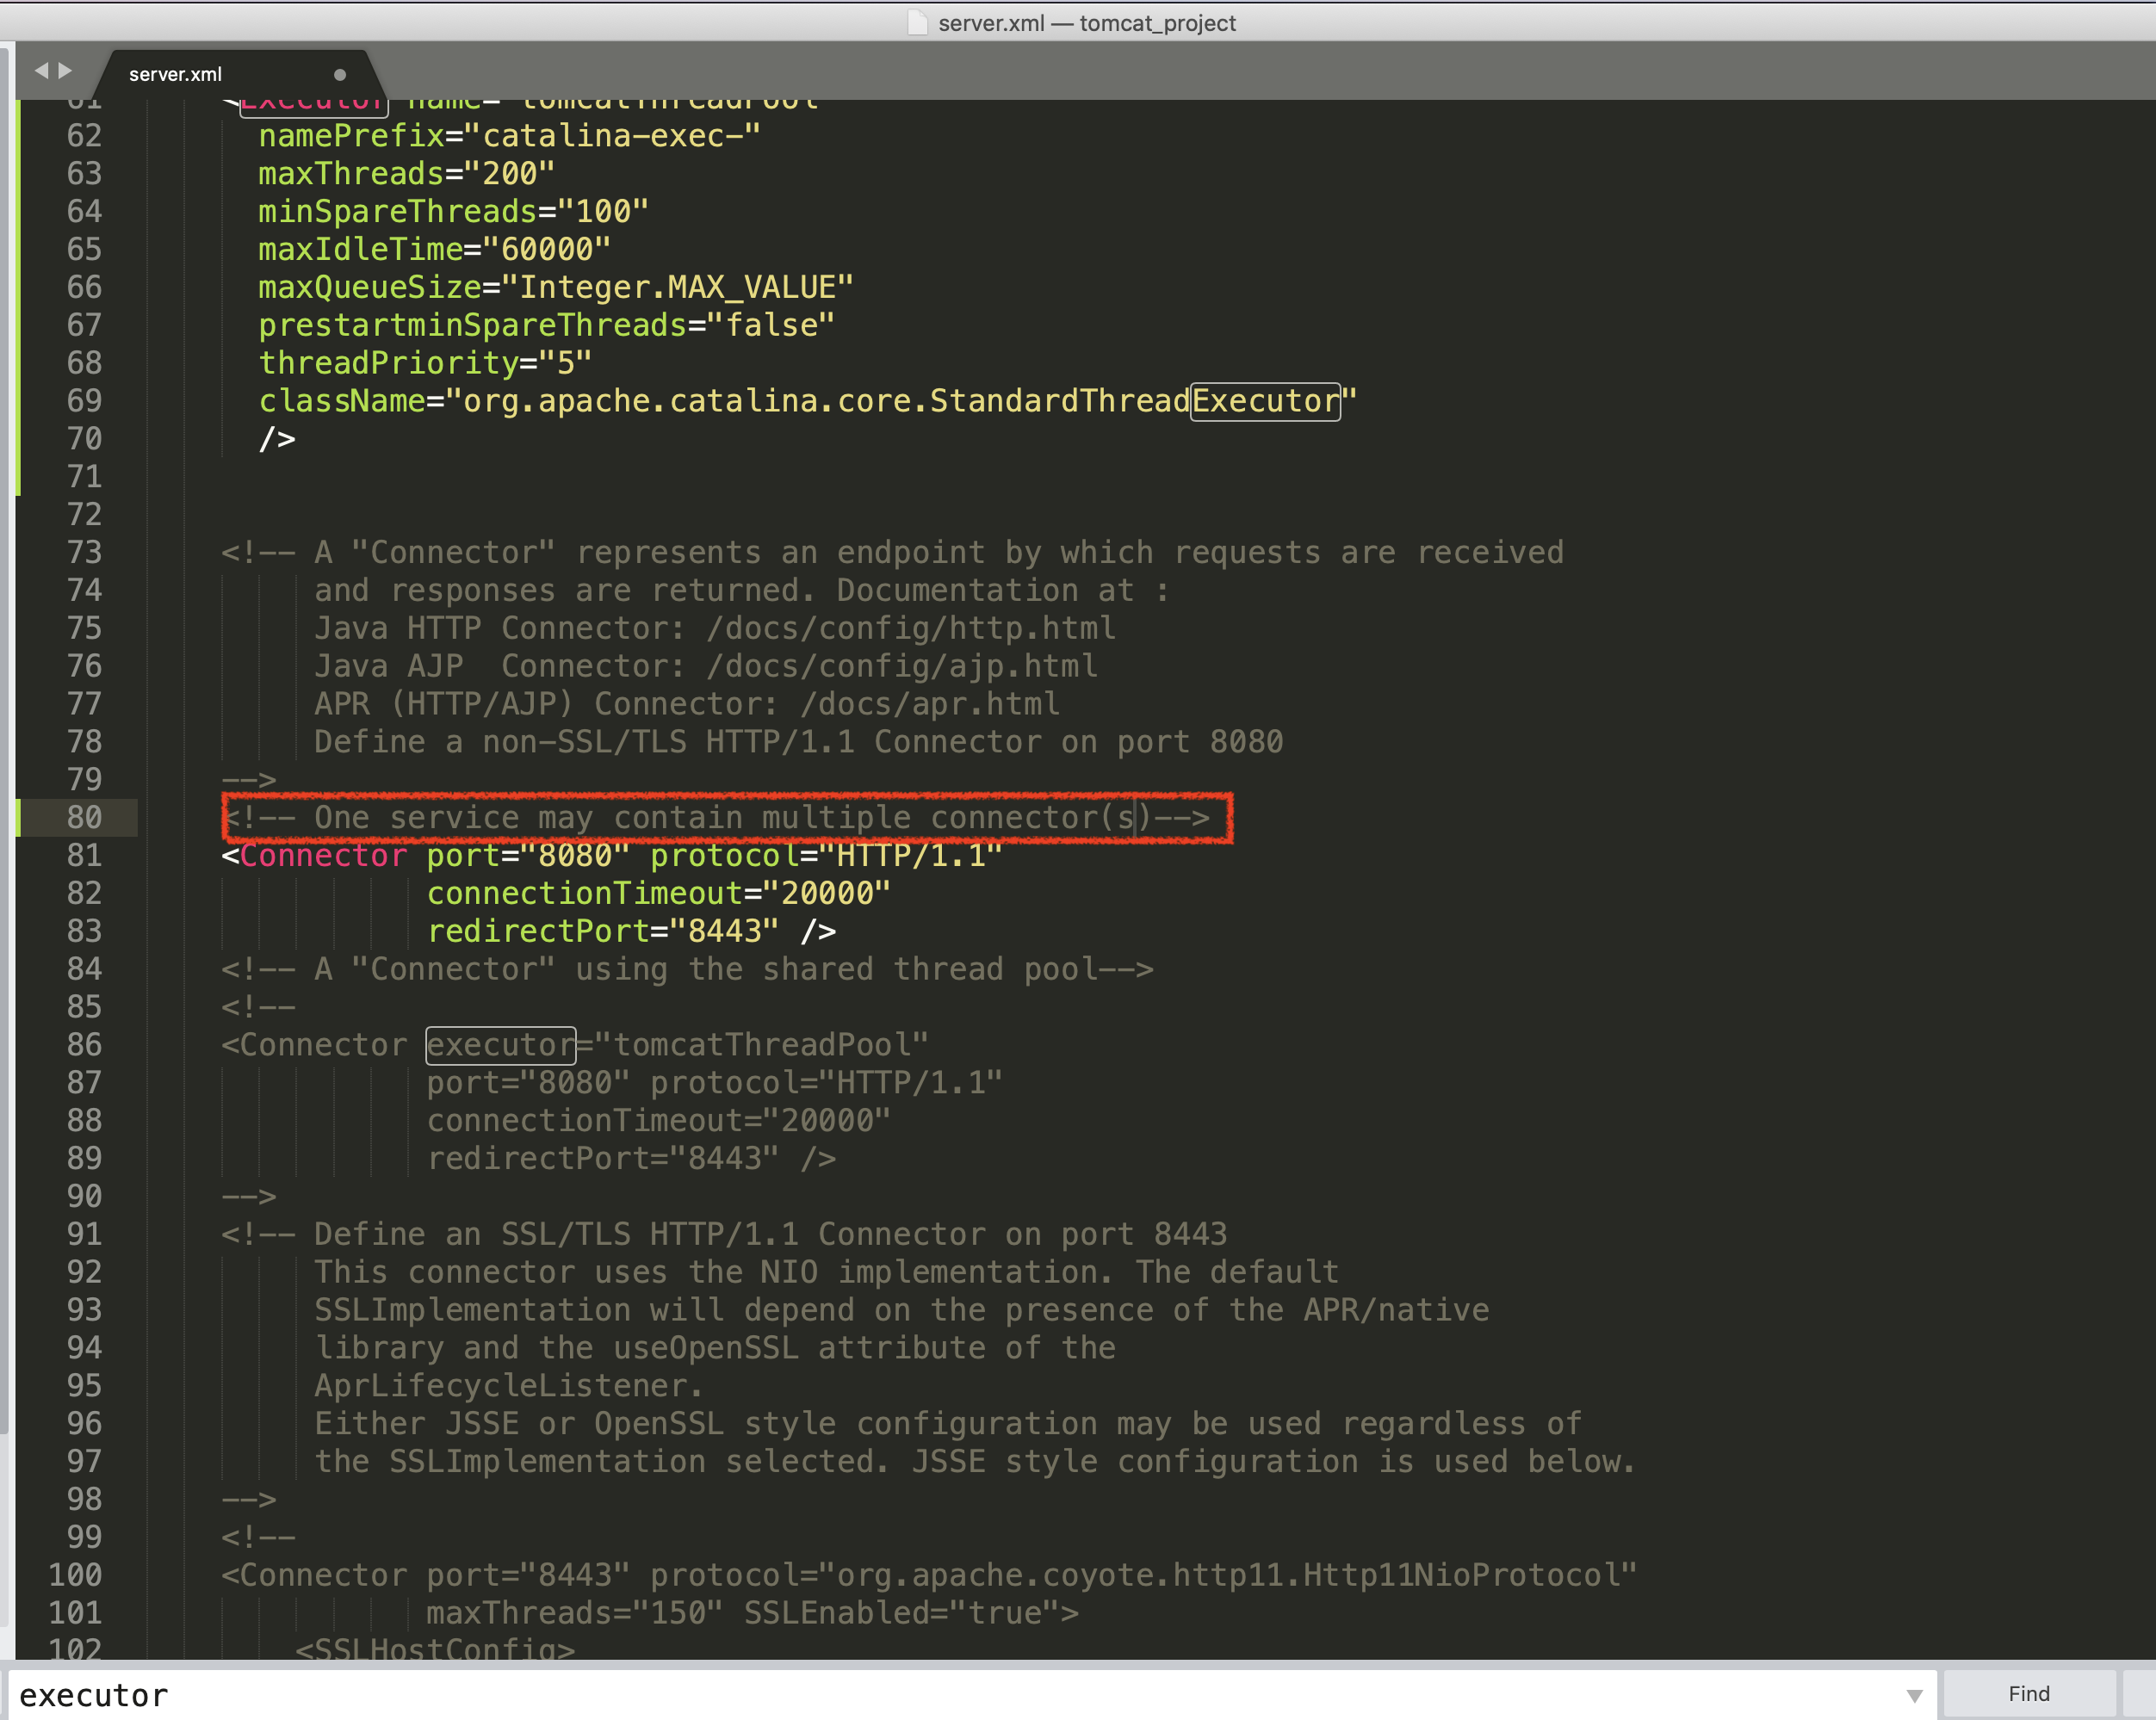 server.xml — tomcat_project
server.xml
61 <Executor name="tomcatThreadPool"
62 namePrefix="catalina-exec-"
63 maxThreads="200"
64 minSpareThreads="100"
65 maxIdleTime="60000"
66 maxQueueSize="Integer.MAX_VALUE"
67 prestartminSpareThreads="false"
68 threadPriority="5"
69 className="org.apache.catalina.core.StandardThreadExecutor"
70 />
71
72
73 <!-- A "Connector" represents an endpoint by which requests are received
74 and responses are returned. Documentation at :
75 Java HTTP Connector: /docs/config/http.html
76 Java AJP  Connector: /docs/config/ajp.html
77 APR (HTTP/AJP) Connector: /docs/apr.html
78 Define a non-SSL/TLS HTTP/1.1 Connector on port 8080
79 -->
80 <!-- One service may contain multiple connector(s)-->
81 <Connector port="8080" protocol="HTTP/1.1"
82 connectionTimeout="20000"
83 redirectPort="8443" />
84 <!-- A "Connector" using the shared thread pool-->
85 <!--
86 <Connector executor="tomcatThreadPool"
87 port="8080" protocol="HTTP/1.1"
88 connectionTimeout="20000"
89 redirectPort="8443" />
90 -->
91 <!-- Define an SSL/TLS HTTP/1.1 Connector on port 8443
92 This connector uses the NIO implementation. The default
93 SSLImplementation will depend on the presence of the APR/native
94 library and the useOpenSSL attribute of the
95 AprLifecycleListener.
96 Either JSSE or OpenSSL style configuration may be used regardless of
97 the SSLImplementation selected. JSSE style configuration is used below.
98 -->
99 <!--
100 <Connector port="8443" protocol="org.apache.coyote.http11.Http11NioProtocol"
101 maxThreads="150" SSLEnabled="true">
102 <SSLHostConfig>
executor
Find